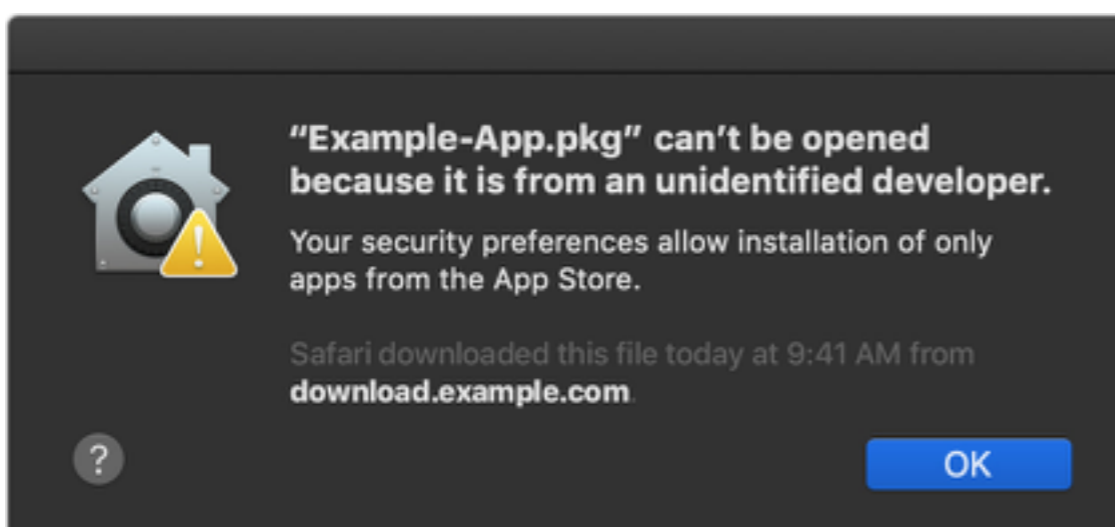 “Example-App.pkg” can’t be opened
because it is from an unidentified developer.
Your security preferences allow installation of only
apps from the App Store.
Safari downloaded this file today at 9:41 AM from
download.example.com.
?
OK